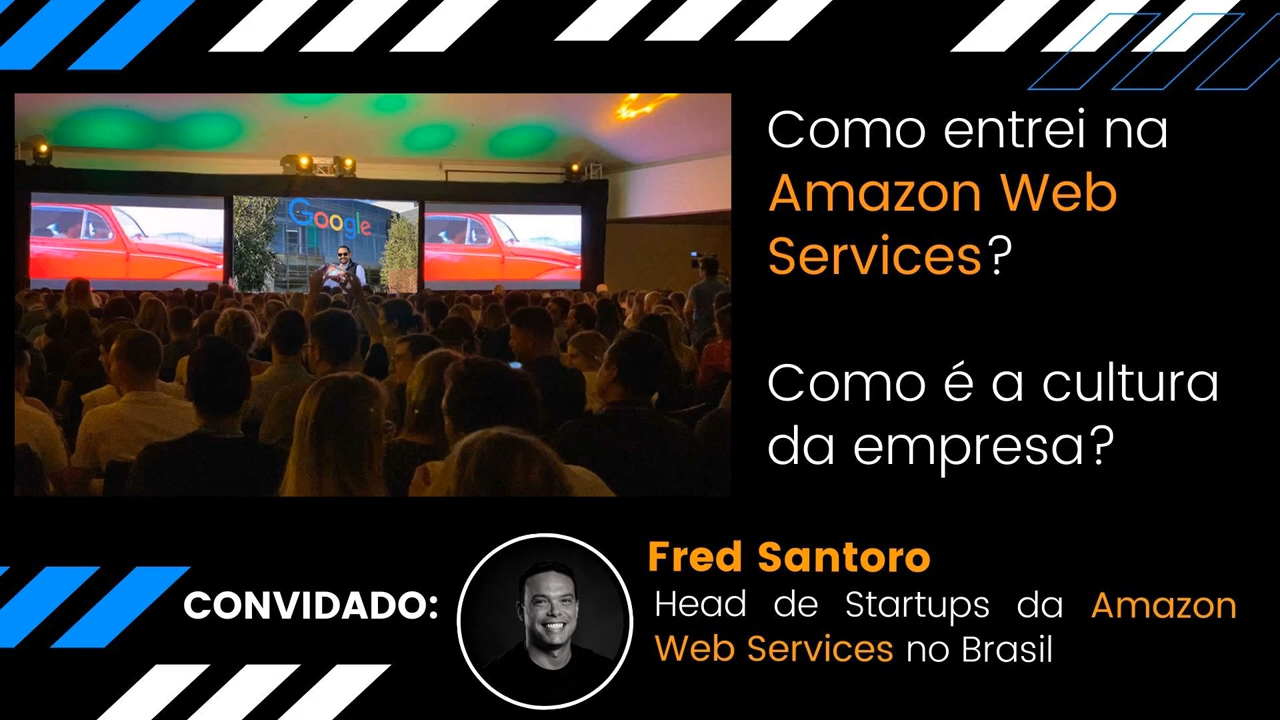 Google
Como entrei na
Amazon Web
Services?
Como é a cultura
da empresa?
CONVIDADO:
Fred Santoro
Head de Startups da Amazon
Web Services no Brasil